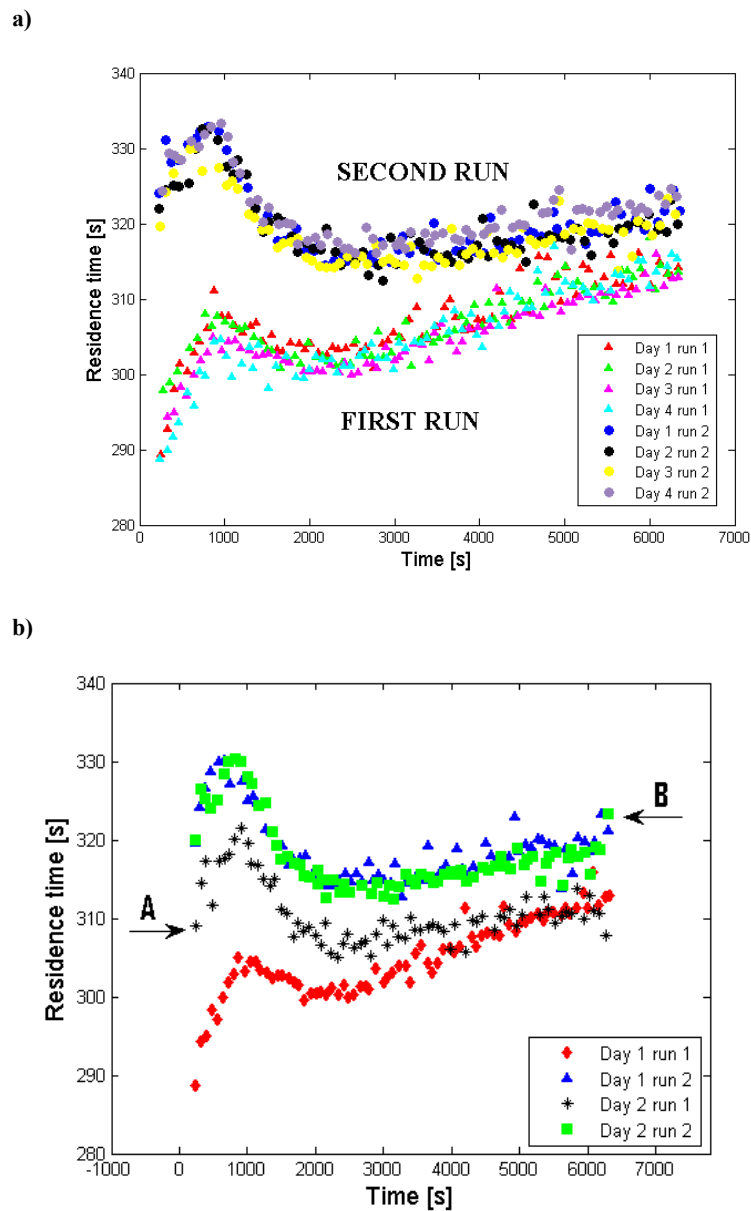 a)
340
330
320
310
300
290
280
Residence time [s]
SECOND RUN
FIRST RUN
Day 1 run 1
Day 2 run 1
Day 3 run 1
Day 4 run 1
Day 1 run 2
Day 2 run 2
Day 3 run 2
Day 4 run 2
0 1000 2000 3000 4000 5000 6000 7000
Time [s]
b)
340
330
320
310
300
290
280
Residence time [s]
B
A
Day 1 run 1
Day 1 run 2
Day 2 run 1
Day 2 run 2
-1000 0 1000 2000 3000 4000 5000 6000 7000
Time [s]